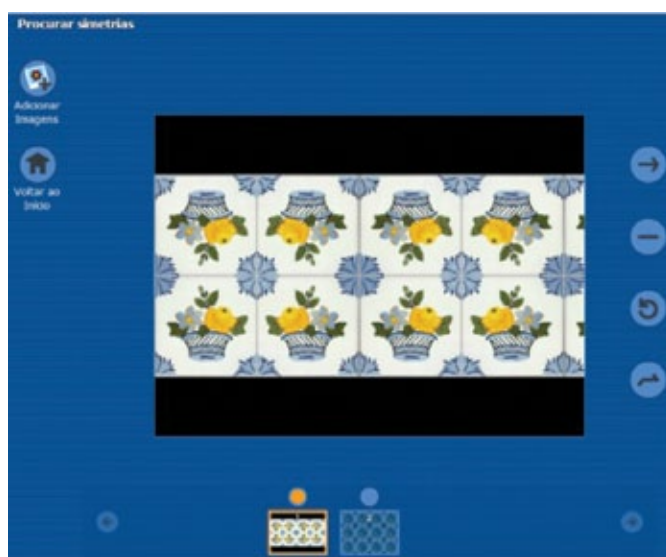 Procurar simetrias
Adicionar
Imagens
Voltar ao
Início